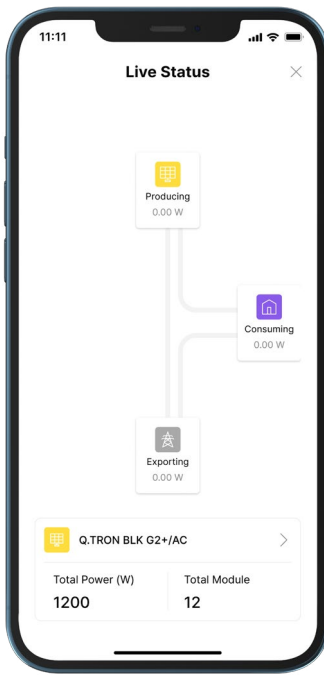 11:11
Live Status
Producing
0.00 W
Consuming
0.00 W
Exporting
0.00 W
Q.TRON BLK G2+/AC
Total Power (W) Total Module
1200 12